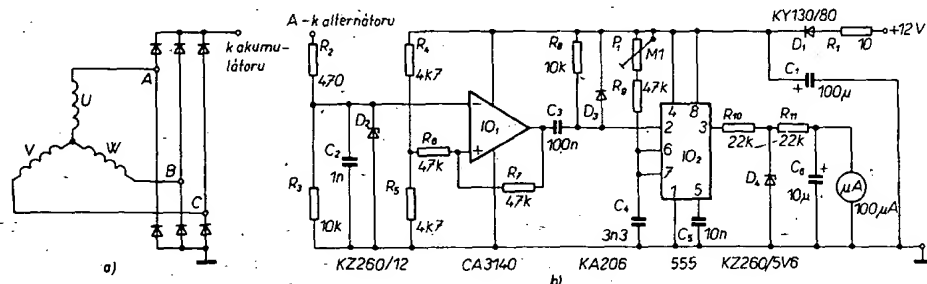 A - k alternátoru
KY130/80
k akumu-
látoru
A
U
V
W
B
C
a)
R2
470
R3
10k
C2
1n
D2
R4
4k7
R6
47k
R5
4k7
IO1
R7
47k
C3
100n
R8
10k
D3
P1
M1
R9
47k
C4
3n3
2
6
7
4
8
3
IO2
1
5
C5
10n
R10
22k
D4
R11
22k
C6
+
10μ
μA
100μA
D1
R1
10
+12V
C1
+
100μ
KZ260/12
CA3140
KA206
555
KZ260/5V6
b)